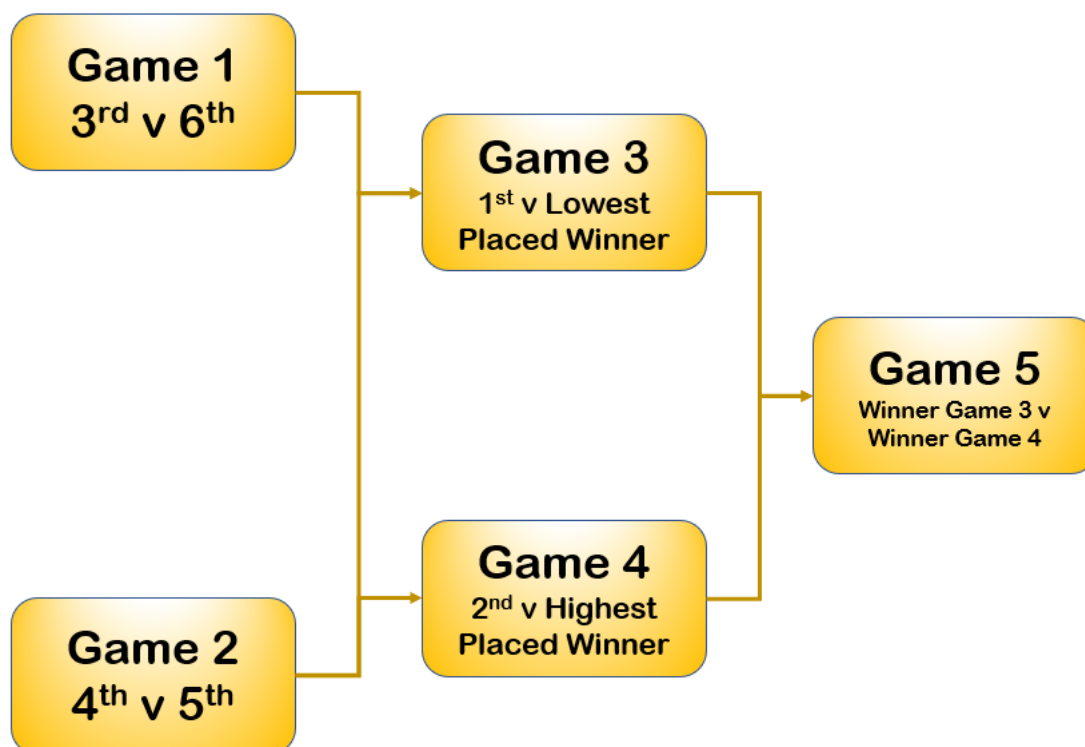 Game 1
3rd v 6th
Game 3
1st v Lowest
Placed Winner
Game 5
Winner Game 3 v
Winner Game 4
Game 4
2nd v Highest
Placed Winner
Game 2
4th v 5th